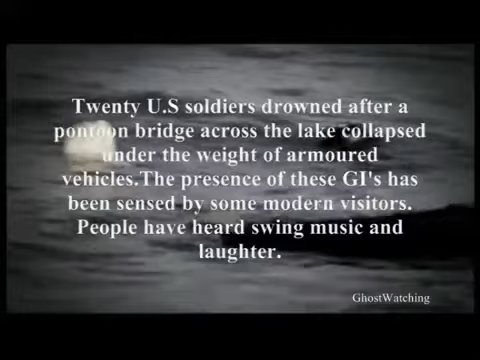 Twenty U.S soldiers drowned after a
pontoon bridge across the lake collapsed
under the weight of armoured
vehicles.The presence of these GI's has
been sensed by some modern visitors.
People have heard swing music and
laughter.
GhostWatching